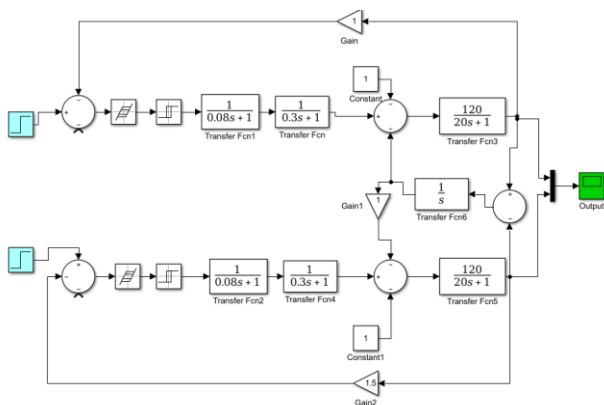 1
Gain
1
Constant
1
0.08s + 1
Transfer Fcn1
1
0.3s + 1
Transfer Fcn
120
20s + 1
Transfer Fcn3
1
Gain1
1
s
Transfer Fcn6
Output
1
0.08s + 1
Transfer Fcn2
1
0.3s + 1
Transfer Fcn4
120
20s + 1
Transfer Fcn5
1
Constant1
1.5
Gain2